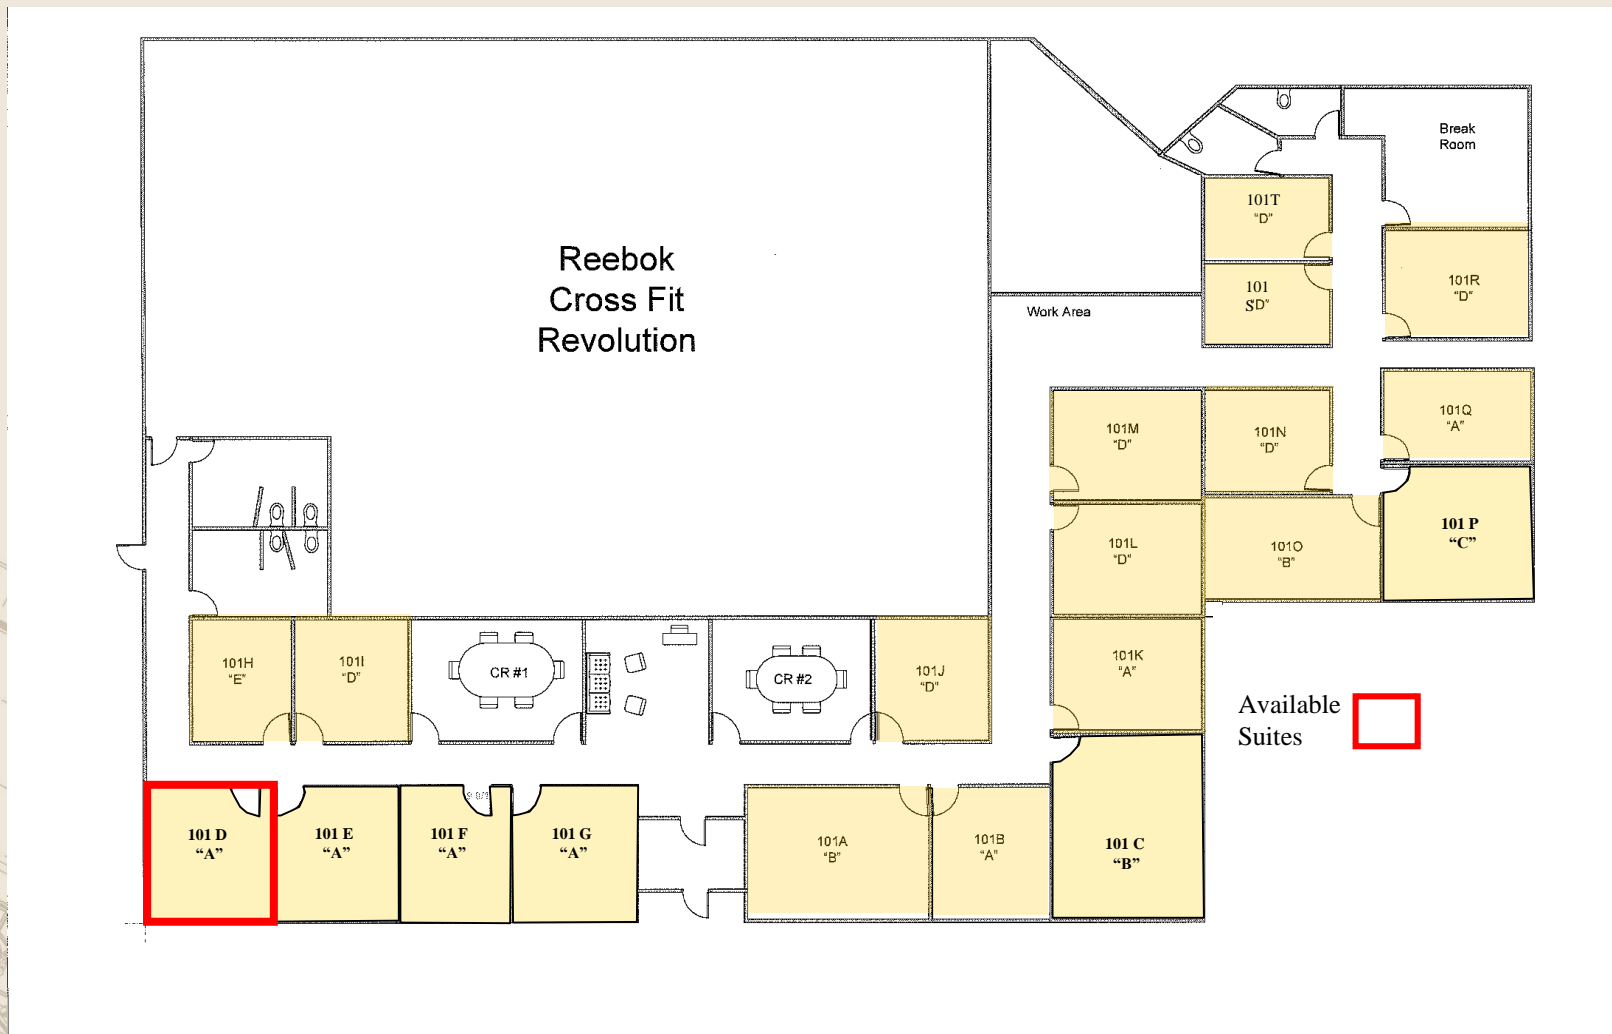 Break
Room
101T
“D”
101
S“D”
101R
“D”
Reebok
Cross Fit
Revolution
Work Area
101M
“D”
101N
“D”
101Q
“A”
101L
“D”
101O
“B”
101 P
“C”
101H
“E”
101I
“D”
CR #1
CR #2
101J
“D”
101K
“A”
Available
Suites
101 D
“A”
101 E
“A”
101 F
“A”
101 G
“A”
101A
“B”
101B
“A”
101 C
“B”